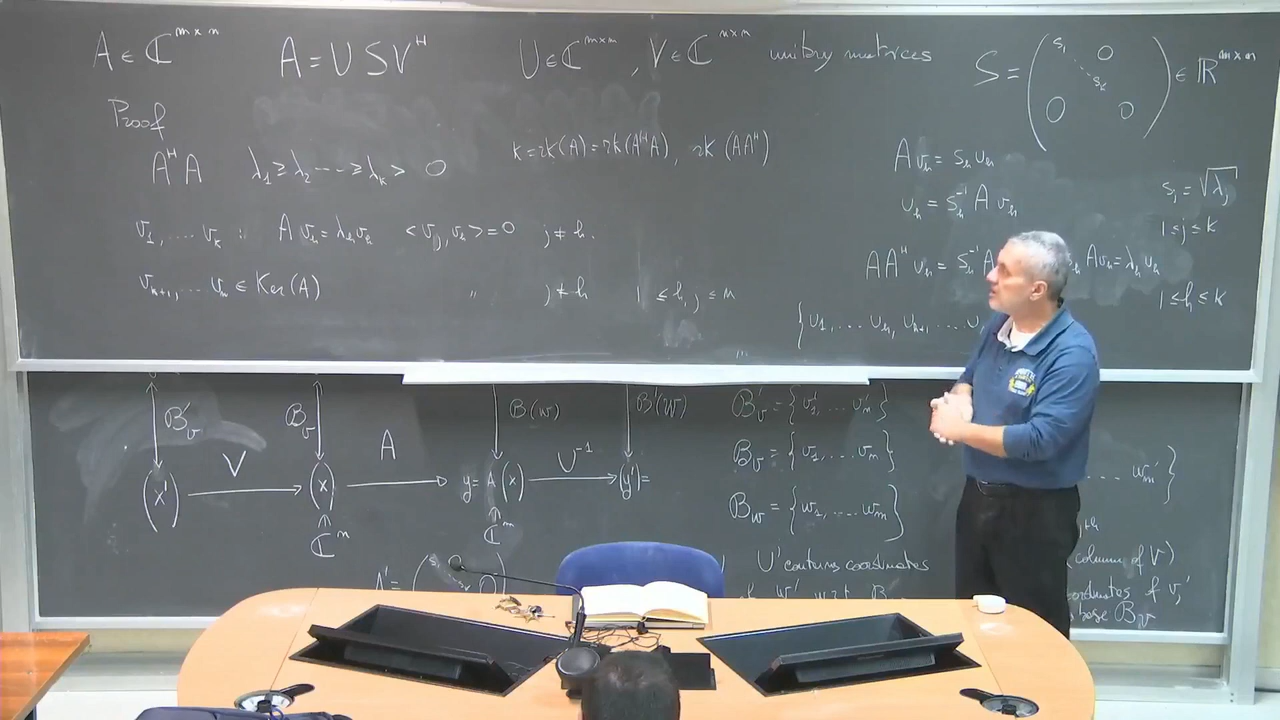 A ∈ ℂ^{m×n} A = U S V^H U ∈ ℂ^{m×m}, V ∈ ℂ^{n×n} unitary matrices S = ( s₁ 0 ⋱ s_k 0 0 ) ∈ ℝ^{m×n}
Proof
A^H A λ₁ ≥ λ₂ ---- ≥ λ_k > 0 k = rk(A) = rk(A^H A), rk(AA^H)
A v_h = s_h u_h
u_h = s_h^{-1} A v_h
s_j = √λ_j
1 ≤ j ≤ k
v₁, .... v_k : A v_h = λ_h v_h <v_j, v_h> = 0 j ≠ h.
AA^H u_h = s_h^{-1} A
A v_h = λ_h u_h
v_{k+1}, ... v_n ∈ Ker(A) " j ≠ h 1 ≤ h, j ≤ n
1 ≤ h ≤ k
{u₁, .... u_k, u_{k+1}, ....
B'_V B_V B(W) B'(W)
V A U^{-1}
(x') (x) y = A (x) (y') =
ℂ^n ℂ^m
A' =
B'_V = {v'₁, ... v'_n}
B_V = {v₁, ... v_n}
B_W = {w₁, ... w_m}
... w'_m}
U' contains coordinates
(column of V)
of v'_j
base B_V